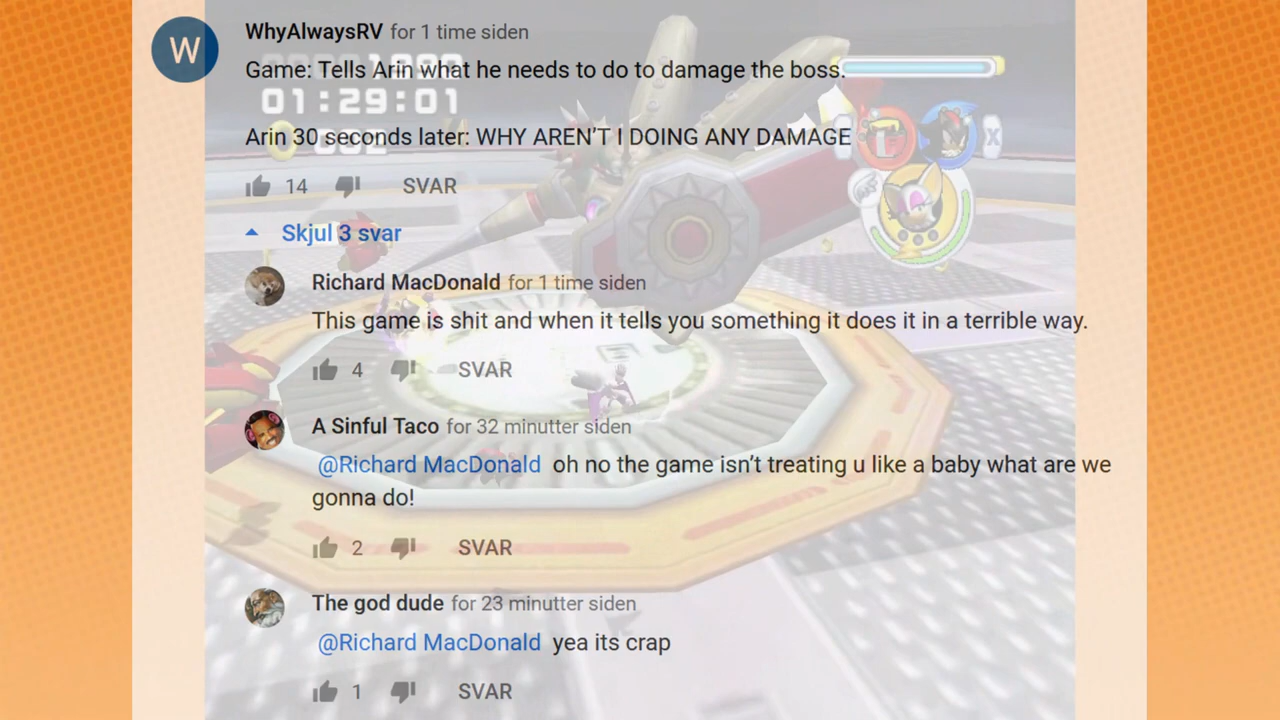 W
WhyAlwaysRV for 1 time siden
Game: Tells Arin what he needs to do to damage the boss.
01:29:01
Arin 30 seconds later: WHY AREN'T I DOING ANY DAMAGE
X
14 SVAR
Skjul 3 svar
Richard MacDonald for 1 time siden
This game is shit and when it tells you something it does it in a terrible way.
4 SVAR
A Sinful Taco for 32 minutter siden
@Richard MacDonald oh no the game isn't treating u like a baby what are we
gonna do!
2 SVAR
The god dude for 23 minutter siden
@Richard MacDonald yea its crap
1 SVAR